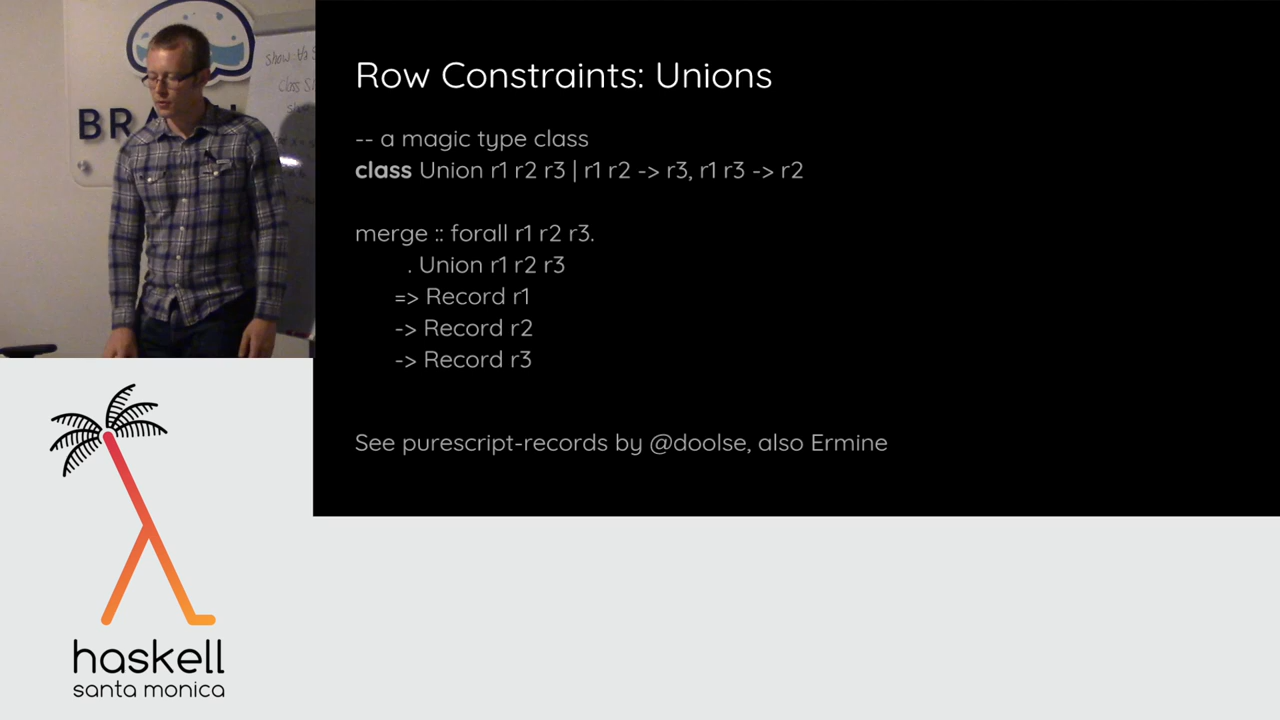 Row Constraints: Unions
-- a magic type class
class Union r1 r2 r3 | r1 r2 -> r3, r1 r3 -> r2
merge :: forall r1 r2 r3.
. Union r1 r2 r3
=> Record r1
-> Record r2
-> Record r3
See purescript-records by @doolse, also Ermine
haskell
santa monica